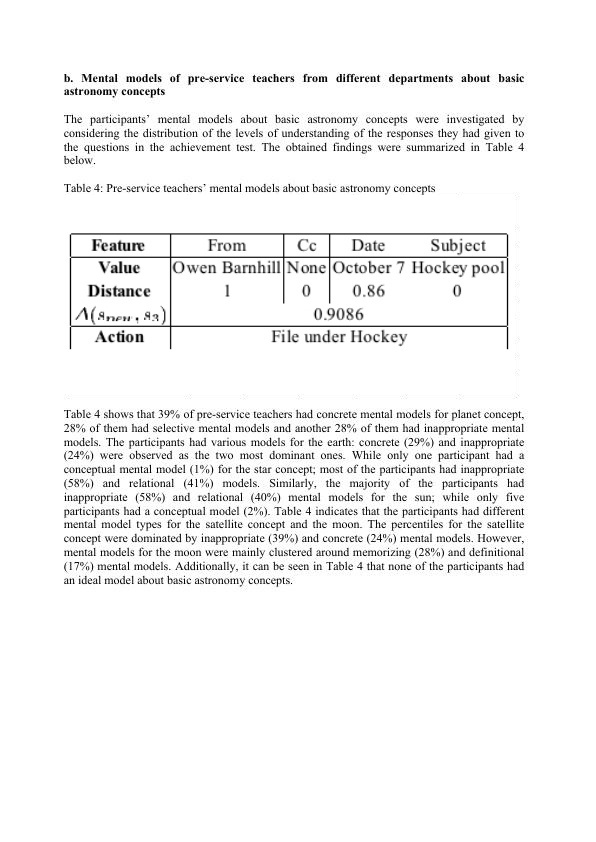 b. Mental models of pre-service teachers from different departments about basic
astronomy concepts
The participants' mental models about basic astronomy concepts were investigated by
considering the distribution of the levels of understanding of the responses they had given to
the questions in the achievement test. The obtained findings were summarized in Table 4
below.
Table 4: Pre-service teachers' mental models about basic astronomy concepts
Feature From Cc Date Subject
Value Owen Barnhill None October 7 Hockey pool
Distance 1 0 0.86 0
0.9086
Action File under Hockey
Table 4 shows that 39% of pre-service teachers had concrete mental models for planet concept,
28% of them had selective mental models and another 28% of them had inappropriate mental
models. The participants had various models for the earth: concrete (29%) and inappropriate
(24%) were observed as the two most dominant ones. While only one participant had a
conceptual mental model (1%) for the star concept; most of the participants had inappropriate
(58%) and relational (41%) models. Similarly, the majority of the participants had
inappropriate (58%) and relational (40%) mental models for the sun; while only five
participants had a conceptual model (2%). Table 4 indicates that the participants had different
mental model types for the satellite concept and the moon. The percentiles for the satellite
concept were dominated by inappropriate (39%) and concrete (24%) mental models. However,
mental models for the moon were mainly clustered around memorizing (28%) and definitional
(17%) mental models. Additionally, it can be seen in Table 4 that none of the participants had
an ideal model about basic astronomy concepts.